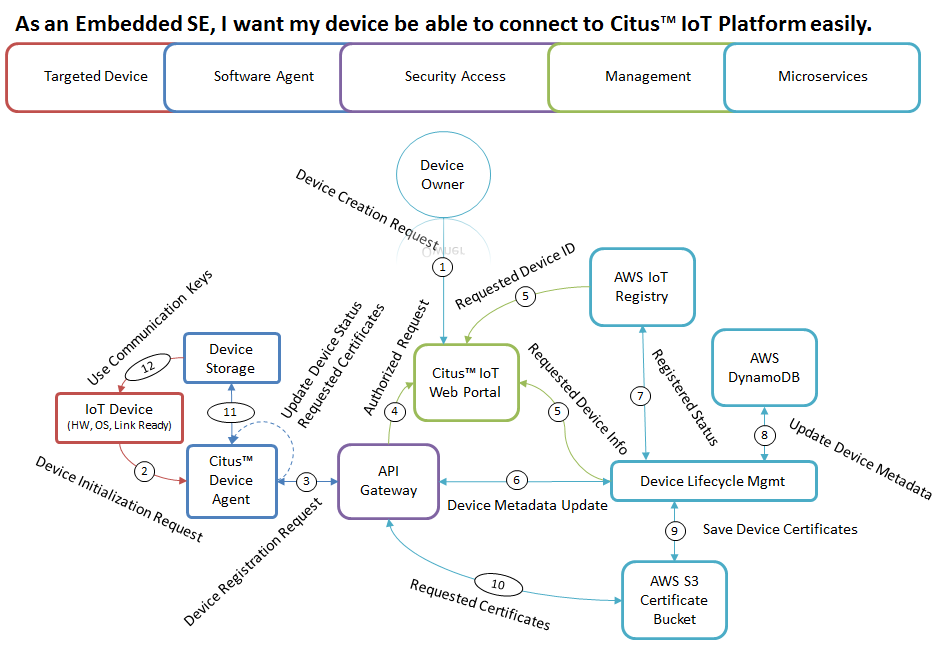 As an Embedded SE, I want my device be able to connect to Citus™ IoT Platform easily.
Targeted Device
Software Agent
Security Access
Management
Microservices
Device
Owner
Device Creation Request
1
Requested Device ID
5
AWS IoT
Registry
Use Communication Keys
Device
Storage
12
Update Device Status
Requested Certificates
Authorized Request
Citus™ IoT
Web Portal
Requested Device Info
5
7
Registered Status
AWS
DynamoDB
IoT Device
(HW, OS, Link Ready)
11
4
8
Update Device Metadata
2
Device Initialization Request
Citus™
Device
Agent
3
Device Registration Request
API
Gateway
6
Device Metadata Update
Device Lifecycle Mgmt
9
Save Device Certificates
10
Requested Certificates
AWS S3
Certificate
Bucket